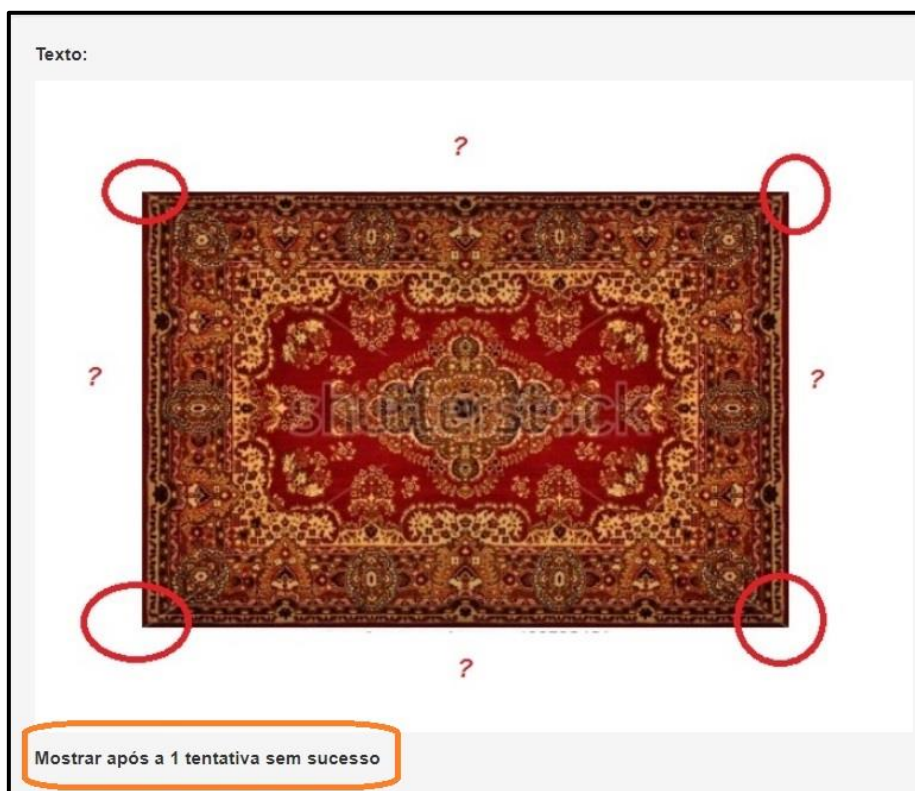 Texto:
?
? ?
shutterstock
?
Mostrar após a 1 tentativa sem sucesso